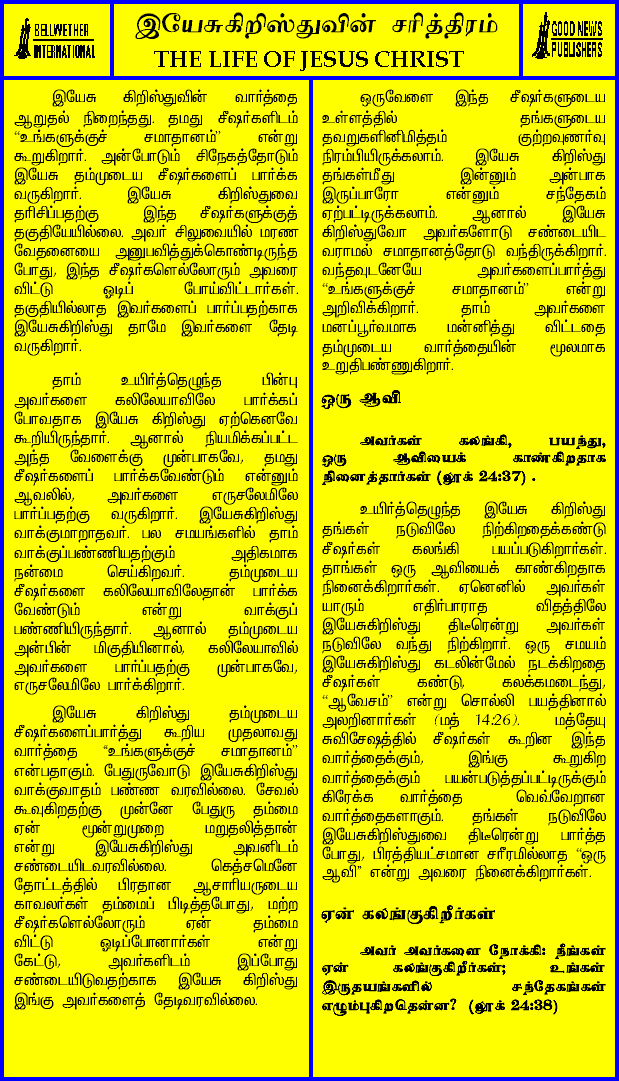 BELLWETHER
INTERNATIONAL
இயேசுகிறிஸ்துவின் சரித்திரம்
THE LIFE OF JESUS CHRIST
GOOD NEWS
PUBLISHERS
இயேசு கிறிஸ்துவின் வார்த்தை
ஆறுதல் நிறைந்தது. தமது சீஷர்களிடம்
“உங்களுக்குச் சமாதானம்” என்று
கூறுகிறார். அன்போடும் சிநேகத்தோடும்
இயேசு தம்முடைய சீஷர்களைப் பார்க்க
வருகிறார். இயேசு கிறிஸ்துவை
தரிசிப்பதற்கு இந்த சீஷர்களுக்குத்
தகுதியேயில்லை. அவர் சிலுவையில் மரண
வேதனையை அனுபவித்துக்கொண்டிருந்த
போது, இந்த சீஷர்களெல்லோரும் அவரை
விட்டு ஓடிப் போய்விட்டார்கள்.
தகுதியில்லாத இவர்களைப் பார்ப்பதற்காக
இயேசுகிறிஸ்து தாமே இவர்களை தேடி
வருகிறார்.
தாம் உயிர்த்தெழுந்த பின்பு
அவர்களை கலிலேயாவிலே பார்க்கப்
போவதாக இயேசு கிறிஸ்து ஏற்கெனவே
கூறியிருந்தார். ஆனால் நியமிக்கப்பட்ட
அந்த வேளைக்கு முன்பாகவே, தமது
சீஷர்களைப் பார்க்கவேண்டும் என்னும்
ஆவலில், அவர்களை எருசலேமிலே
பார்ப்பதற்கு வருகிறார். இயேசுகிறிஸ்து
வாக்குமாறாதவர். பல சமயங்களில் தாம்
வாக்குப்பண்ணியதற்கும் அதிகமாக
நன்மை செய்கிறவர். தம்முடைய
சீஷர்களை கலிலேயாவிலேதான் பார்க்க
வேண்டும் என்று வாக்குப்
பண்ணியிருந்தார். ஆனால் தம்முடைய
அன்பின் மிகுதியினால், கலிலேயாவில்
அவர்களை பார்ப்பதற்கு முன்பாகவே,
எருசலேமிலே பார்க்கிறார்.
இயேசு கிறிஸ்து தம்முடைய
சீஷர்களைப்பார்த்து கூறிய முதலாவது
வார்த்தை “உங்களுக்குச் சமாதானம்”
என்பதாகும். பேதுருவோடு இயேசுகிறிஸ்து
வாக்குவாதம் பண்ண வரவில்லை. சேவல்
கூவுகிறதற்கு முன்னே பேதுரு தம்மை
ஏன் மூன்றுமுறை மறுதலித்தான்
என்று இயேசுகிறிஸ்து அவனிடம்
சண்டையிடவரவில்லை. கெத்சமெனே
தோட்டத்தில் பிரதான ஆசாரியருடைய
காவலர்கள் தம்மைப் பிடித்தபோது, மற்ற
சீஷர்களெல்லோரும் ஏன் தம்மை
விட்டு ஓடிப்போனார்கள் என்று
கேட்டு, அவர்களிடம் இப்போது
சண்டையிடுவதற்காக இயேசு கிறிஸ்து
இங்கு அவர்களைத் தேடிவரவில்லை.
ஒருவேளை இந்த சீஷர்களுடைய
உள்ளத்தில் தங்களுடைய
தவறுகளினிமித்தம் குற்றவுணர்வு
நிரம்பியிருக்கலாம். இயேசு கிறிஸ்து
தங்கள்மீது இன்னும் அன்பாக
இருப்பாரோ என்னும் சந்தேகம்
ஏற்பட்டிருக்கலாம். ஆனால் இயேசு
கிறிஸ்துவோ அவர்களோடு சண்டையிட
வராமல் சமாதானத்தோடு வந்திருக்கிறார்.
வந்தவுடனேயே அவர்களைப்பார்த்து
“உங்களுக்குச் சமாதானம்” என்று
அறிவிக்கிறார். தாம் அவர்களை
மனப்பூர்வமாக மன்னித்து விட்டதை
தம்முடைய வார்த்தையின் மூலமாக
உறுதிபண்ணுகிறார்.
ஒரு ஆவி
அவர்கள் கலங்கி, பயந்து,
ஒரு ஆவியைக் காண்கிறதாக
நினைத்தார்கள் (லூக் 24:37) .
உயிர்த்தெழுந்த இயேசு கிறிஸ்து
தங்கள் நடுவிலே நிற்கிறதைக்கண்டு
சீஷர்கள் கலங்கி பயப்படுகிறார்கள்.
தாங்கள் ஒரு ஆவியைக் காண்கிறதாக
நினைக்கிறார்கள். ஏனெனில் அவர்கள்
யாரும் எதிர்பாராத விதத்திலே
இயேசுகிறிஸ்து திடீரென்று அவர்கள்
நடுவிலே வந்து நிற்கிறார். ஒரு சமயம்
இயேசுகிறிஸ்து கடலின்மேல் நடக்கிறதை
சீஷர்கள் கண்டு, கலக்கமடைந்து,
“ஆவேசம்” என்று சொல்லி பயத்தினால்
அலறினார்கள் (மத் 14:26). மத்தேயு
சுவிசேஷத்தில் சீஷர்கள் கூறின இந்த
வார்த்தைக்கும், இங்கு கூறுகிற
வார்த்தைக்கும் பயன்படுத்தப்பட்டிருக்கும்
கிரேக்க வார்த்தை வெவ்வேறான
வார்த்தைகளாகும். தங்கள் நடுவிலே
இயேசுகிறிஸ்துவை திடீரென்று பார்த்த
போது, பிரத்தியட்சமான சரீரமில்லாத “ஒரு
ஆவி” என்று அவரை நினைக்கிறார்கள்.
ஏன் கலங்குகிறீர்கள்
அவர் அவர்களை நோக்கி: நீங்கள்
ஏன் கலங்குகிறீர்கள்; உங்கள்
இருதயங்களில் சந்தேகங்கள்
எழும்புகிறதென்ன? (லூக் 24:38)